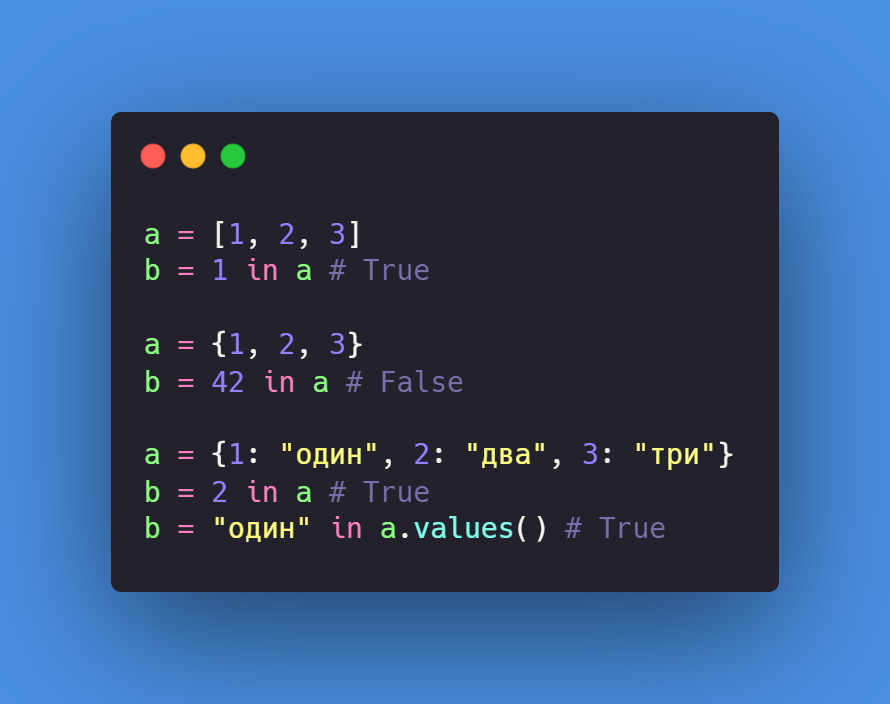 a = [1, 2, 3]
b = 1 in a # True
a = {1, 2, 3}
b = 42 in a # False
a = {1: "один", 2: "два", 3: "три"}
b = 2 in a # True
b = "один" in a.values() # True